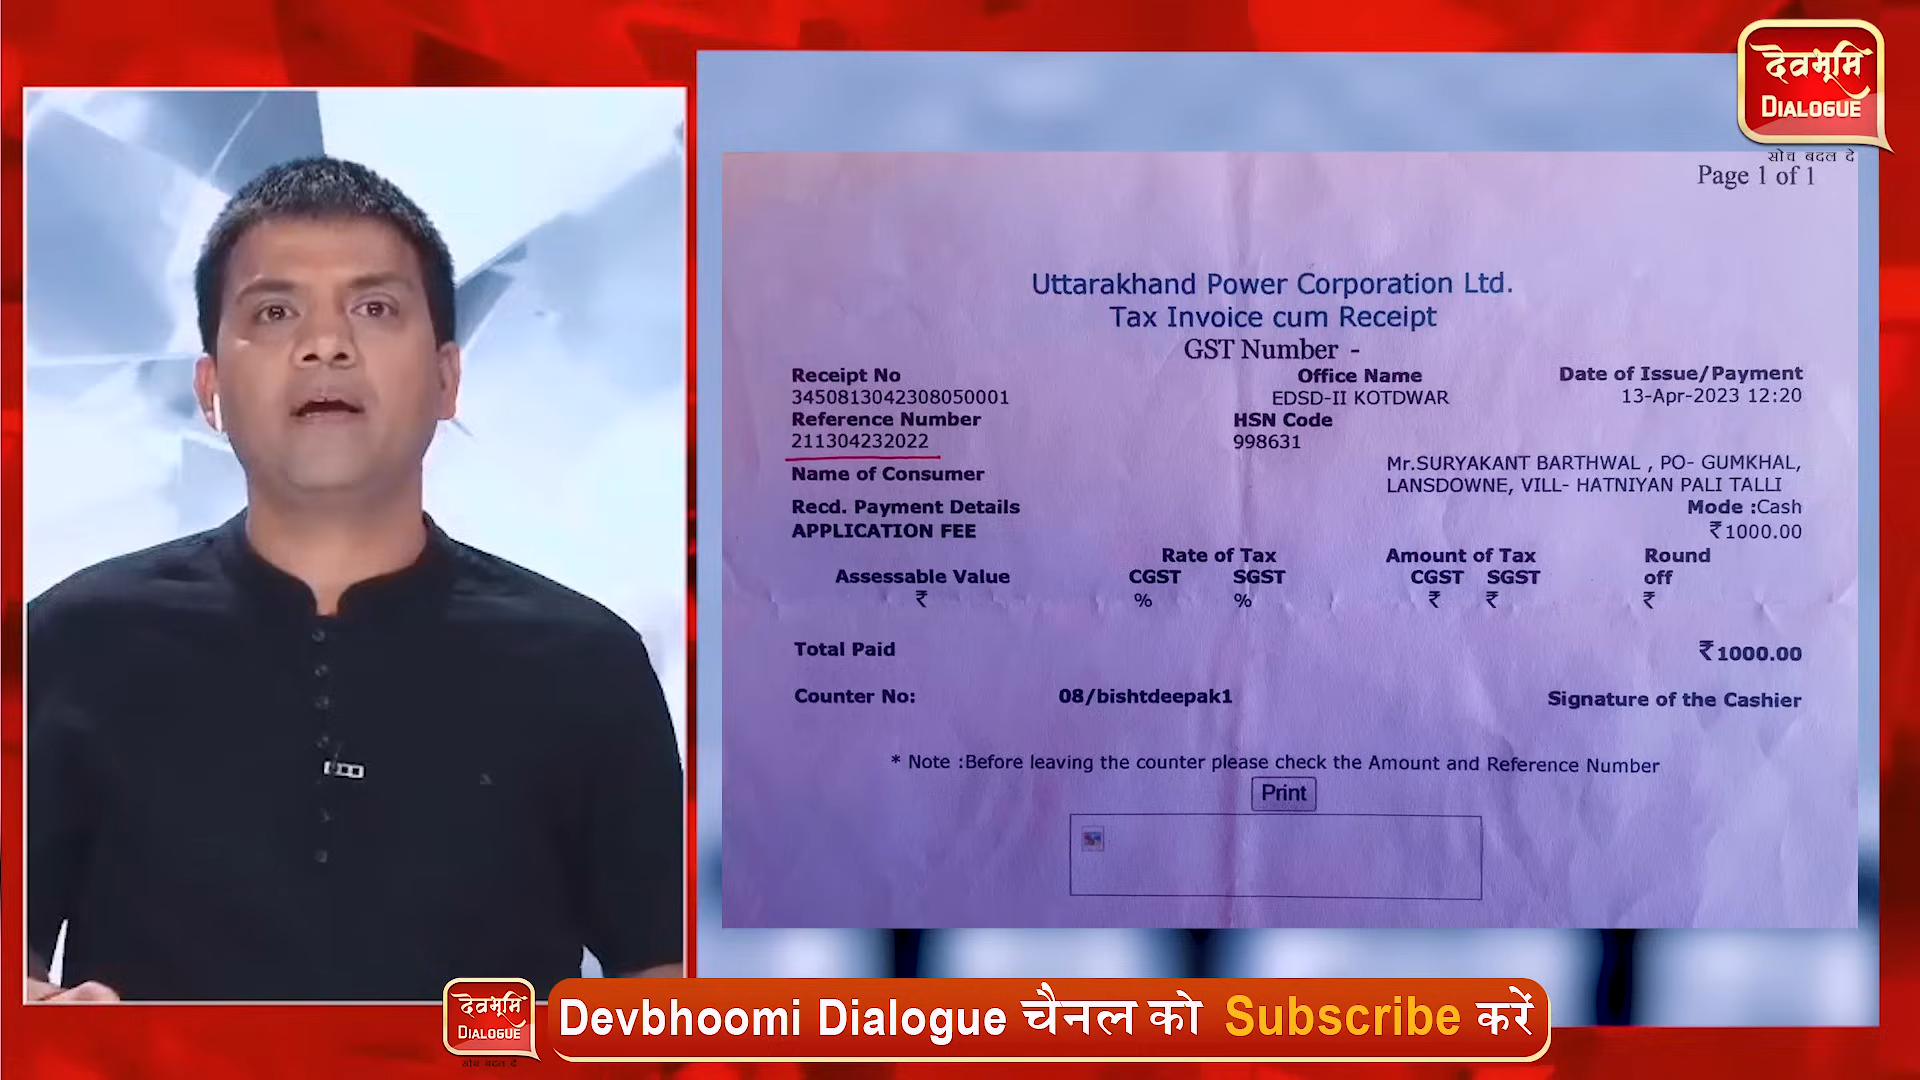 देवभूमि
DIALOGUE
सोच बदल दे
Page 1 of 1
Uttarakhand Power Corporation Ltd.
Tax Invoice cum Receipt
GST Number -
Receipt No Office Name Date of Issue/Payment
3450813042308050001 EDSD-II KOTDWAR 13-Apr-2023 12:20
Reference Number HSN Code
211304232022 998631
Name of Consumer Mr.SURYAKANT BARTHWAL , PO- GUMKHAL,
LANSDOWNE, VILL- HATNIYAN PALI TALLI
Recd. Payment Details Mode :Cash
APPLICATION FEE ₹1000.00
Rate of Tax Amount of Tax Round
Assessable Value CGST SGST CGST SGST off
₹ % % ₹ ₹ ₹
Total Paid ₹1000.00
Counter No: 08/bishtdeepak1 Signature of the Cashier
* Note :Before leaving the counter please check the Amount and Reference Number
Print
देवभूमि
DIALOGUE
सोच बदल दे
Devbhoomi Dialogue चैनल को Subscribe करें